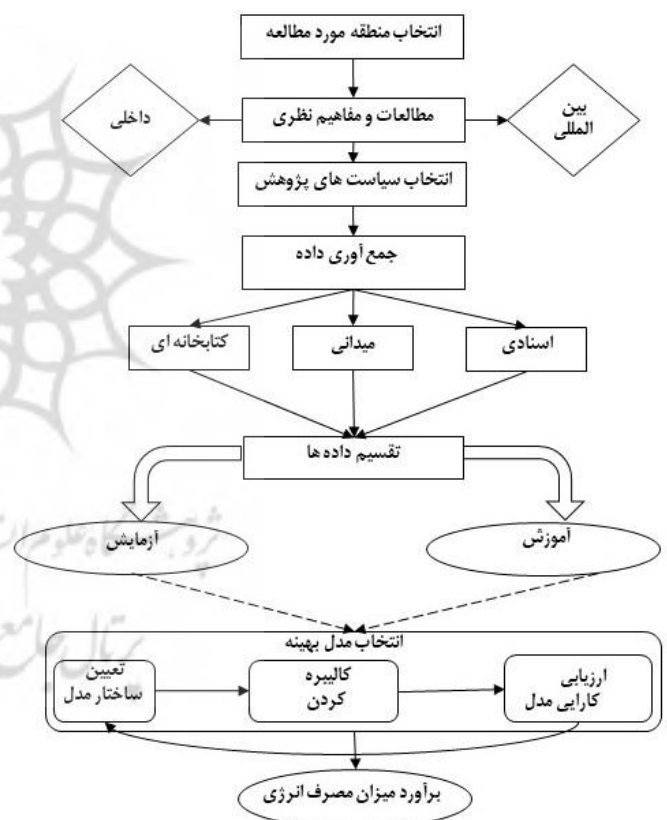 انتخاب منطقه مورد مطالعه
بین
المللی
مطالعات و مفاهیم نظری
داخلی
انتخاب سیاست های پژوهش
جمع آوری داده
اسنادی
میدانی
کتابخانه ای
تقسیم داده ها
آموزش
آزمایش
انتخاب مدل بهینه
ارزیابی
کارایی مدل
کالیبره
کردن
تعیین
ساختار مدل
برآورد میزان مصرف انرژی